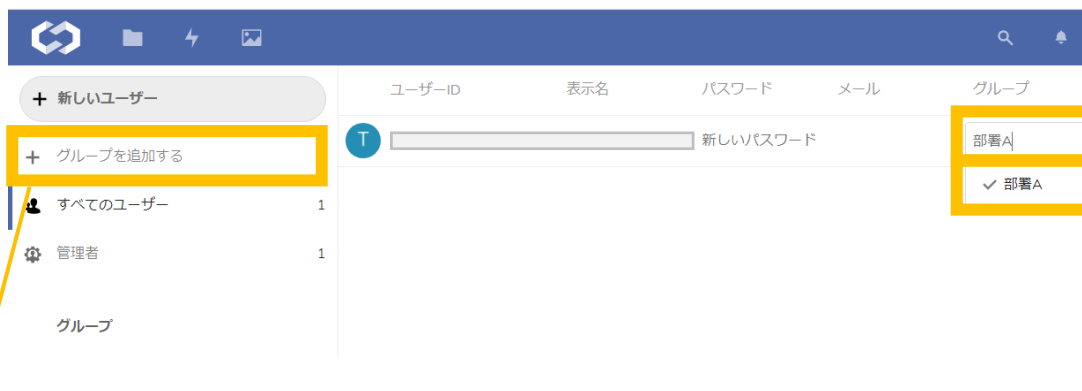 + 新しいユーザー
+ グループを追加する
すべてのユーザー 1
管理者 1
グループ
ユーザーID 表示名 パスワード メール グループ
T 新しいパスワード 部署A
✓ 部署A